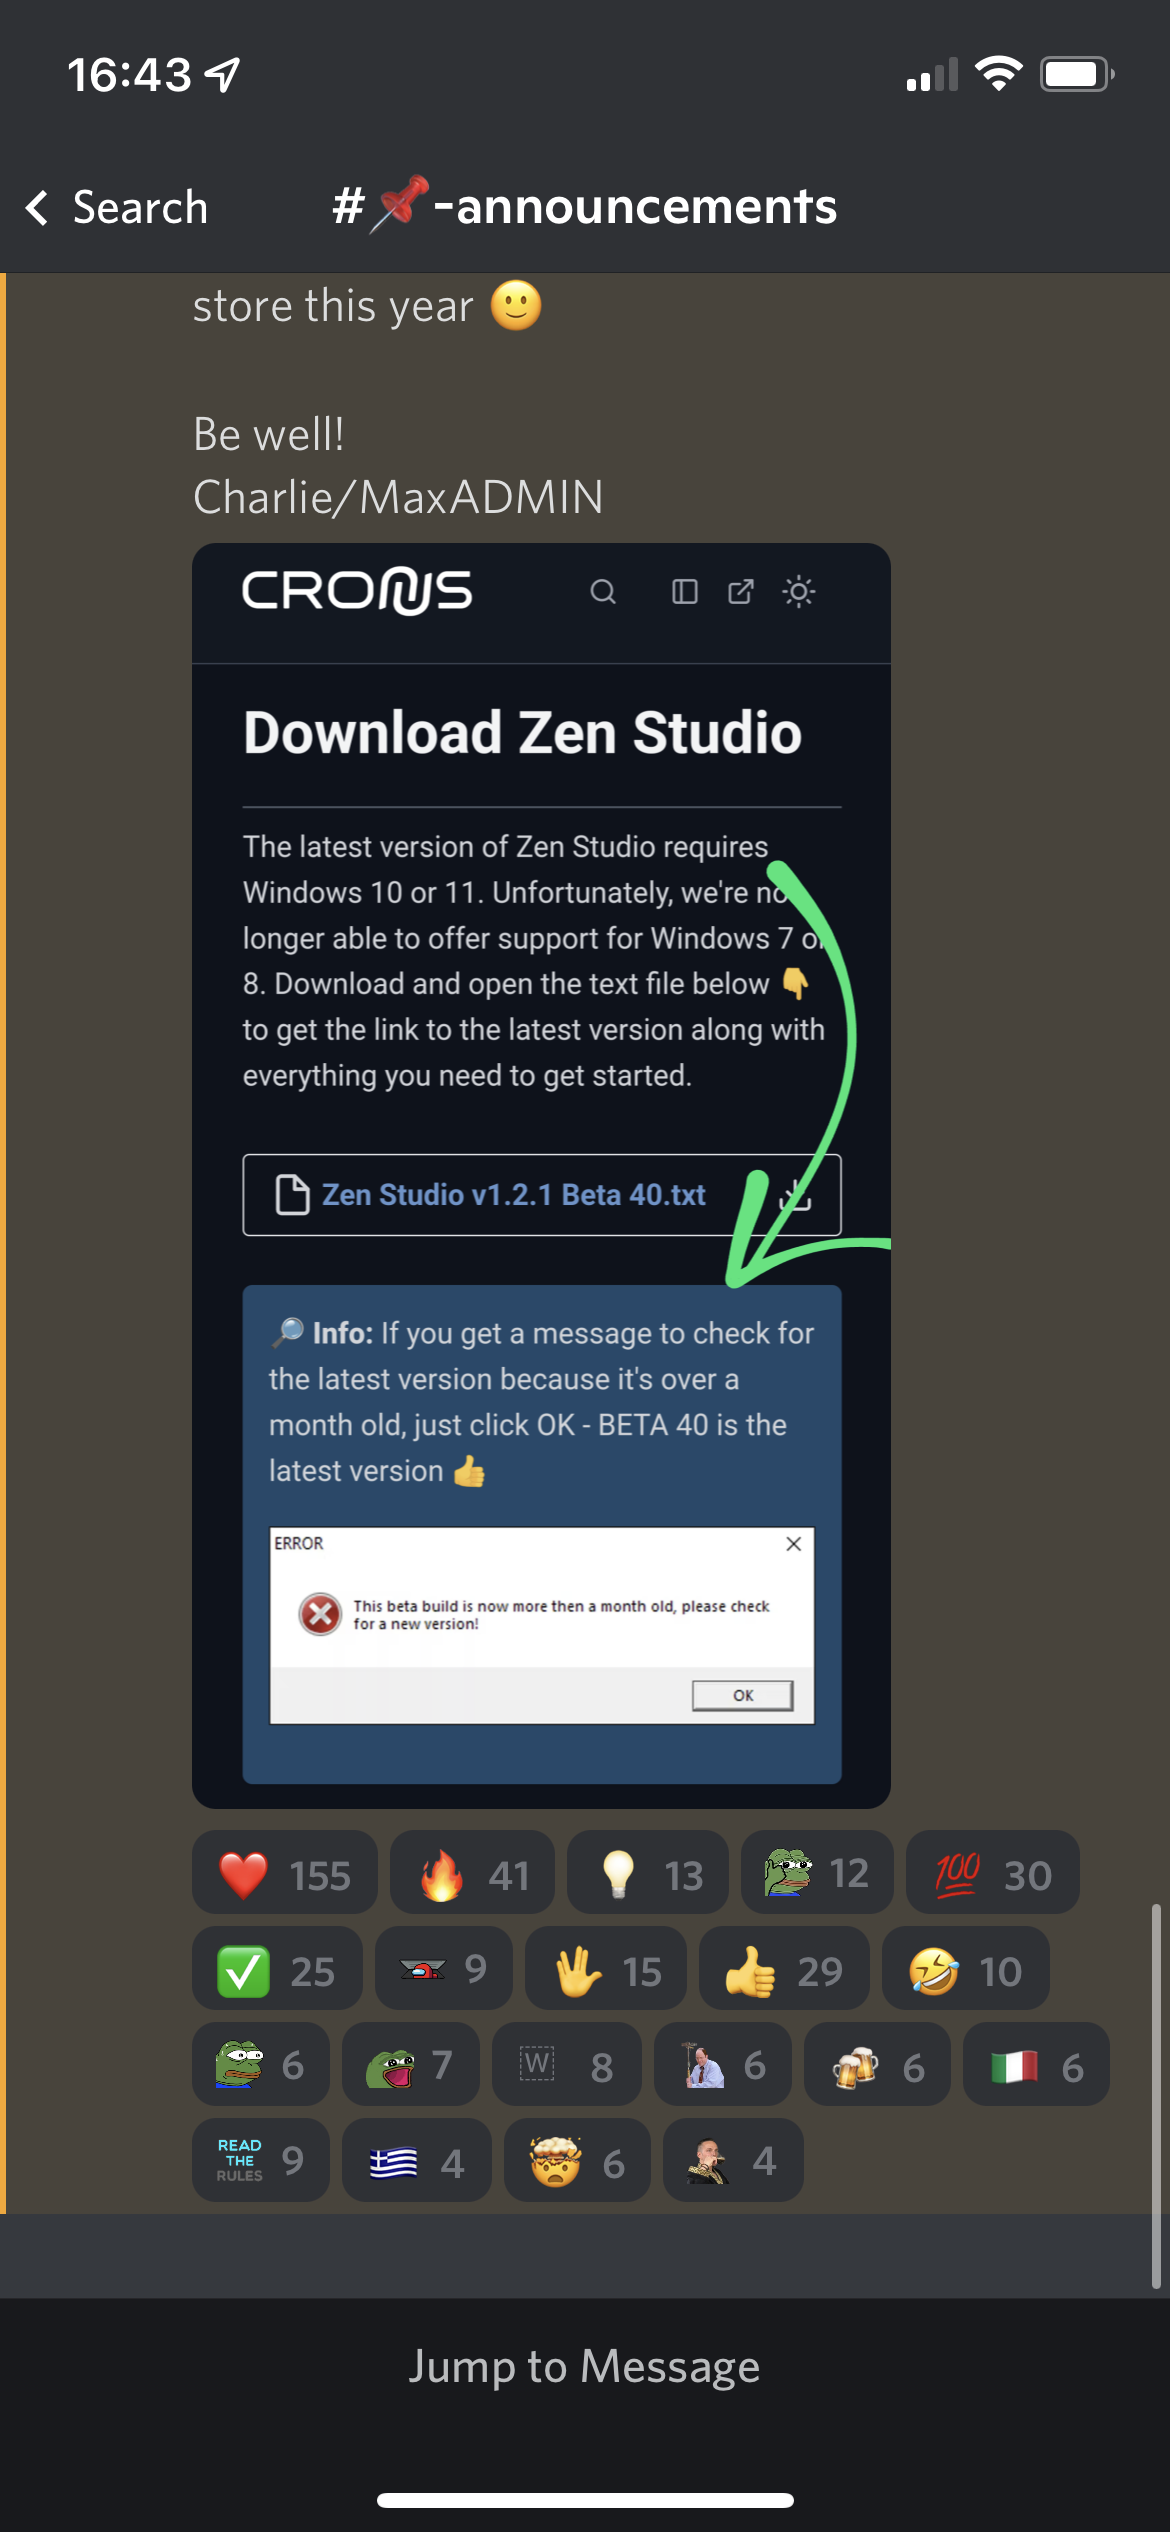 16:43
Search
#📌-announcements
store this year 🙂
Be well!
Charlie/MaxADMIN
CRONUS
Download Zen Studio
The latest version of Zen Studio requires
Windows 10 or 11. Unfortunately, we're no
longer able to offer support for Windows 7 or
8. Download and open the text file below 👇
to get the link to the latest version along with
everything you need to get started.
Zen Studio v1.2.1 Beta 40.txt
🔎 Info: If you get a message to check for
the latest version because it's over a
month old, just click OK - BETA 40 is the
latest version 👍
ERROR
This beta build is now more then a month old, please check
for a new version!
OK
❤️ 155 🔥 41 💡 13 12 💯 30
✅ 25 9 🖖 15 👍 29 🤣 10
6 7 W 8 6 🍻 6 🇮🇹 6
READ
THE
RULES
9 🇬🇷 4 🤯 6 4
Jump to Message